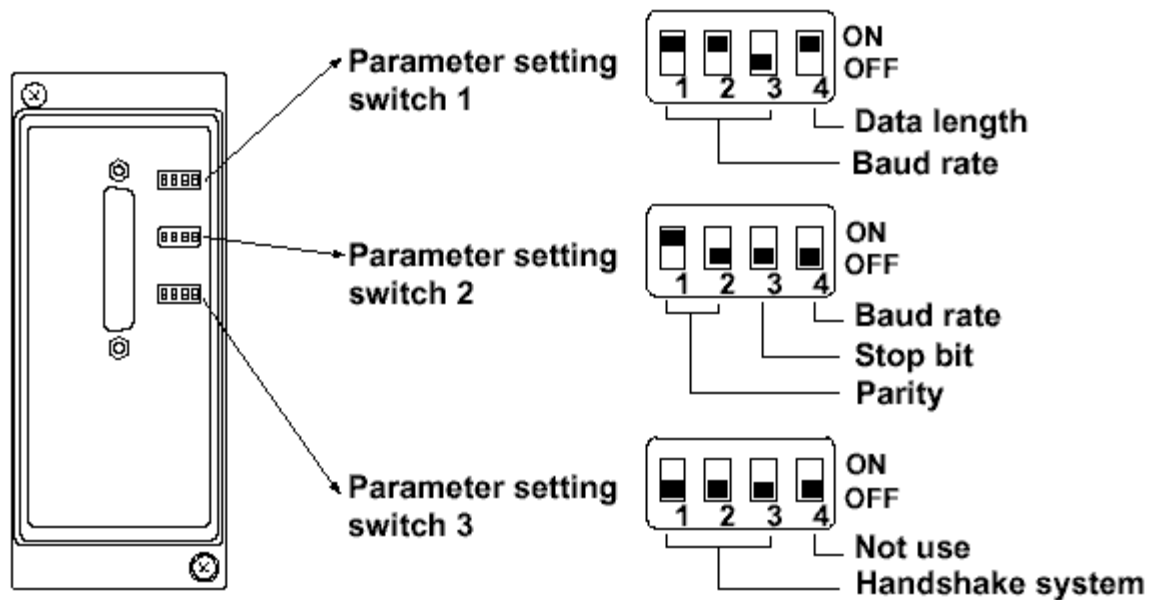 Parameter setting
switch 1
ON
OFF
1 2 3 4
Data length
Baud rate
Parameter setting
switch 2
ON
OFF
1 2 3 4
Baud rate
Stop bit
Parity
Parameter setting
switch 3
ON
OFF
1 2 3 4
Not use
Handshake system